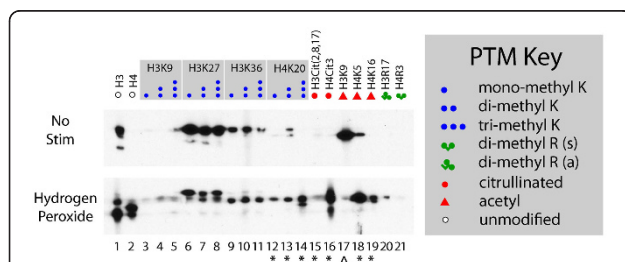 H3
H4
H3K9
H3K27
H3K36
H4K20
H3Cit(2,8,17)
H4Cit3
H3K9
H4K5
H4K16
H3R17
H4R3
No
Stim
Hydrogen
Peroxide
1 2 3 4 5 6 7 8 9 10 11 12 13 14 15 16 17 18 19 20 21
* * * * * ^ * *
PTM Key
mono-methyl K
di-methyl K
tri-methyl K
di-methyl R (s)
di-methyl R (a)
citrullinated
acetyl
unmodified